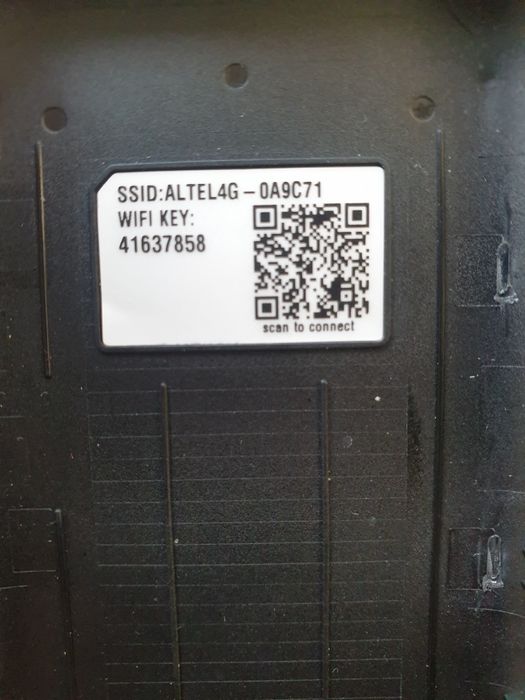 SSID:ALTEL4G-0A9C71
WIFI KEY:
41637858
scan to connect